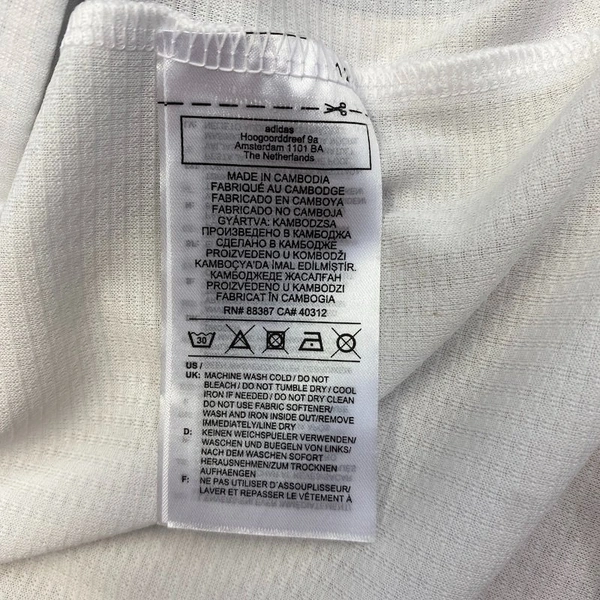 adidas
Hoogoorddreef 9a
Amsterdam 1101 BA
The Netherlands
MADE IN CAMBODIA
FABRIQUÉ AU CAMBODGE
FABRICADO EN CAMBOYA
FABRICADO NO CAMBOJA
GYÁRTVA: KAMBODZSA
ПРОИЗВЕДЕНО В КАМБОДЖА
СДЕЛАНО В КАМБОДЖЕ
PROIZVEDENO U KOMBODŽI
KAMBOÇYA'DA İMAL EDİLMİŞTİR.
КАМБОДЖЕДЕ ЖАСАЛҒАН
PROIZVEDENO U KAMBODŽI
FABRICAT ÎN CAMBOGIA
RN# 88387 CA# 40312
30
US /
UK: MACHINE WASH COLD / DO NOT
BLEACH / DO NOT TUMBLE DRY / COOL
IRON IF NEEDED / DO NOT DRY CLEAN
DO NOT USE FABRIC SOFTENER/
WASH AND IRON INSIDE OUT/REMOVE
IMMEDIATELY/LINE DRY
D: KEINEN WEICHSPUELER VERWENDEN/
WASCHEN UND BUEGELN VON LINKS/
NACH DEM WASCHEN SOFORT
HERAUSNEHMEN/ZUM TROCKNEN
AUFHAENGEN
F: NE PAS UTILISER D'ASSOUPLISSEUR/
LAVER ET REPASSER LE VÊTEMENT À